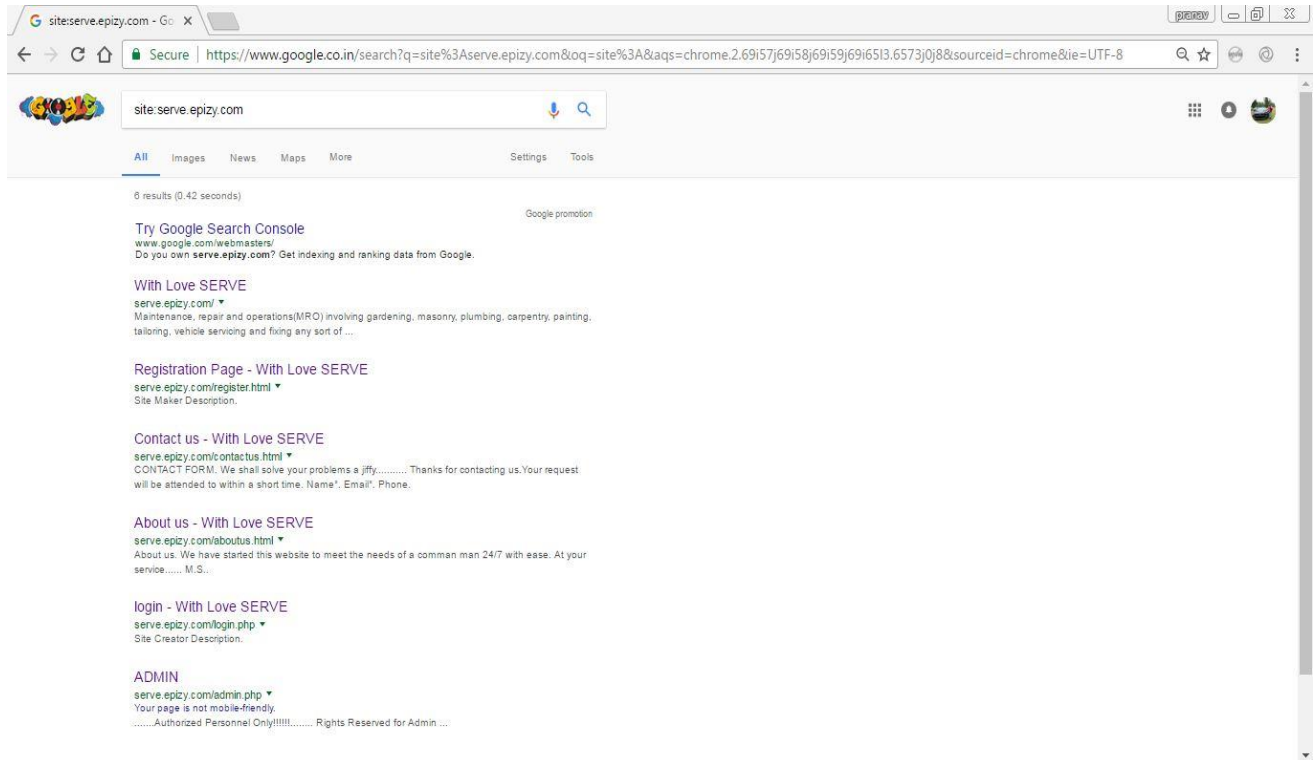 site:serve.epizy.com - Go
pranav
Secure | https://www.google.co.in/search?q=site%3Aserve.epizy.com&oq=site%3A&aqs=chrome.2.69i57j69i58j69i59j69i65l3.6573j0j8&sourceid=chrome&ie=UTF-8
site:serve.epizy.com
All Images News Maps More Settings Tools
6 results (0.42 seconds)
Google promotion
Try Google Search Console
www.google.com/webmasters/
Do you own serve.epizy.com? Get indexing and ranking data from Google.
With Love SERVE
serve.epizy.com/
Maintenance, repair and operations(MRO) involving gardening, masonry, plumbing, carpentry, painting,
tailoring, vehicle servicing and fixing any sort of ...
Registration Page - With Love SERVE
serve.epizy.com/register.html
Site Maker Description.
Contact us - With Love SERVE
serve.epizy.com/contactus.html
CONTACT FORM. We shall solve your problems a jiffy.......... Thanks for contacting us.Your request
will be attended to within a short time. Name*. Email*. Phone.
About us - With Love SERVE
serve.epizy.com/aboutus.html
About us. We have started this website to meet the needs of a comman man 24/7 with ease. At your
service...... M.S..
login - With Love SERVE
serve.epizy.com/login.php
Site Creator Description.
ADMIN
serve.epizy.com/admin.php
Your page is not mobile-friendly.
.......Authorized Personnel Only!!!!!!........ Rights Reserved for Admin ...